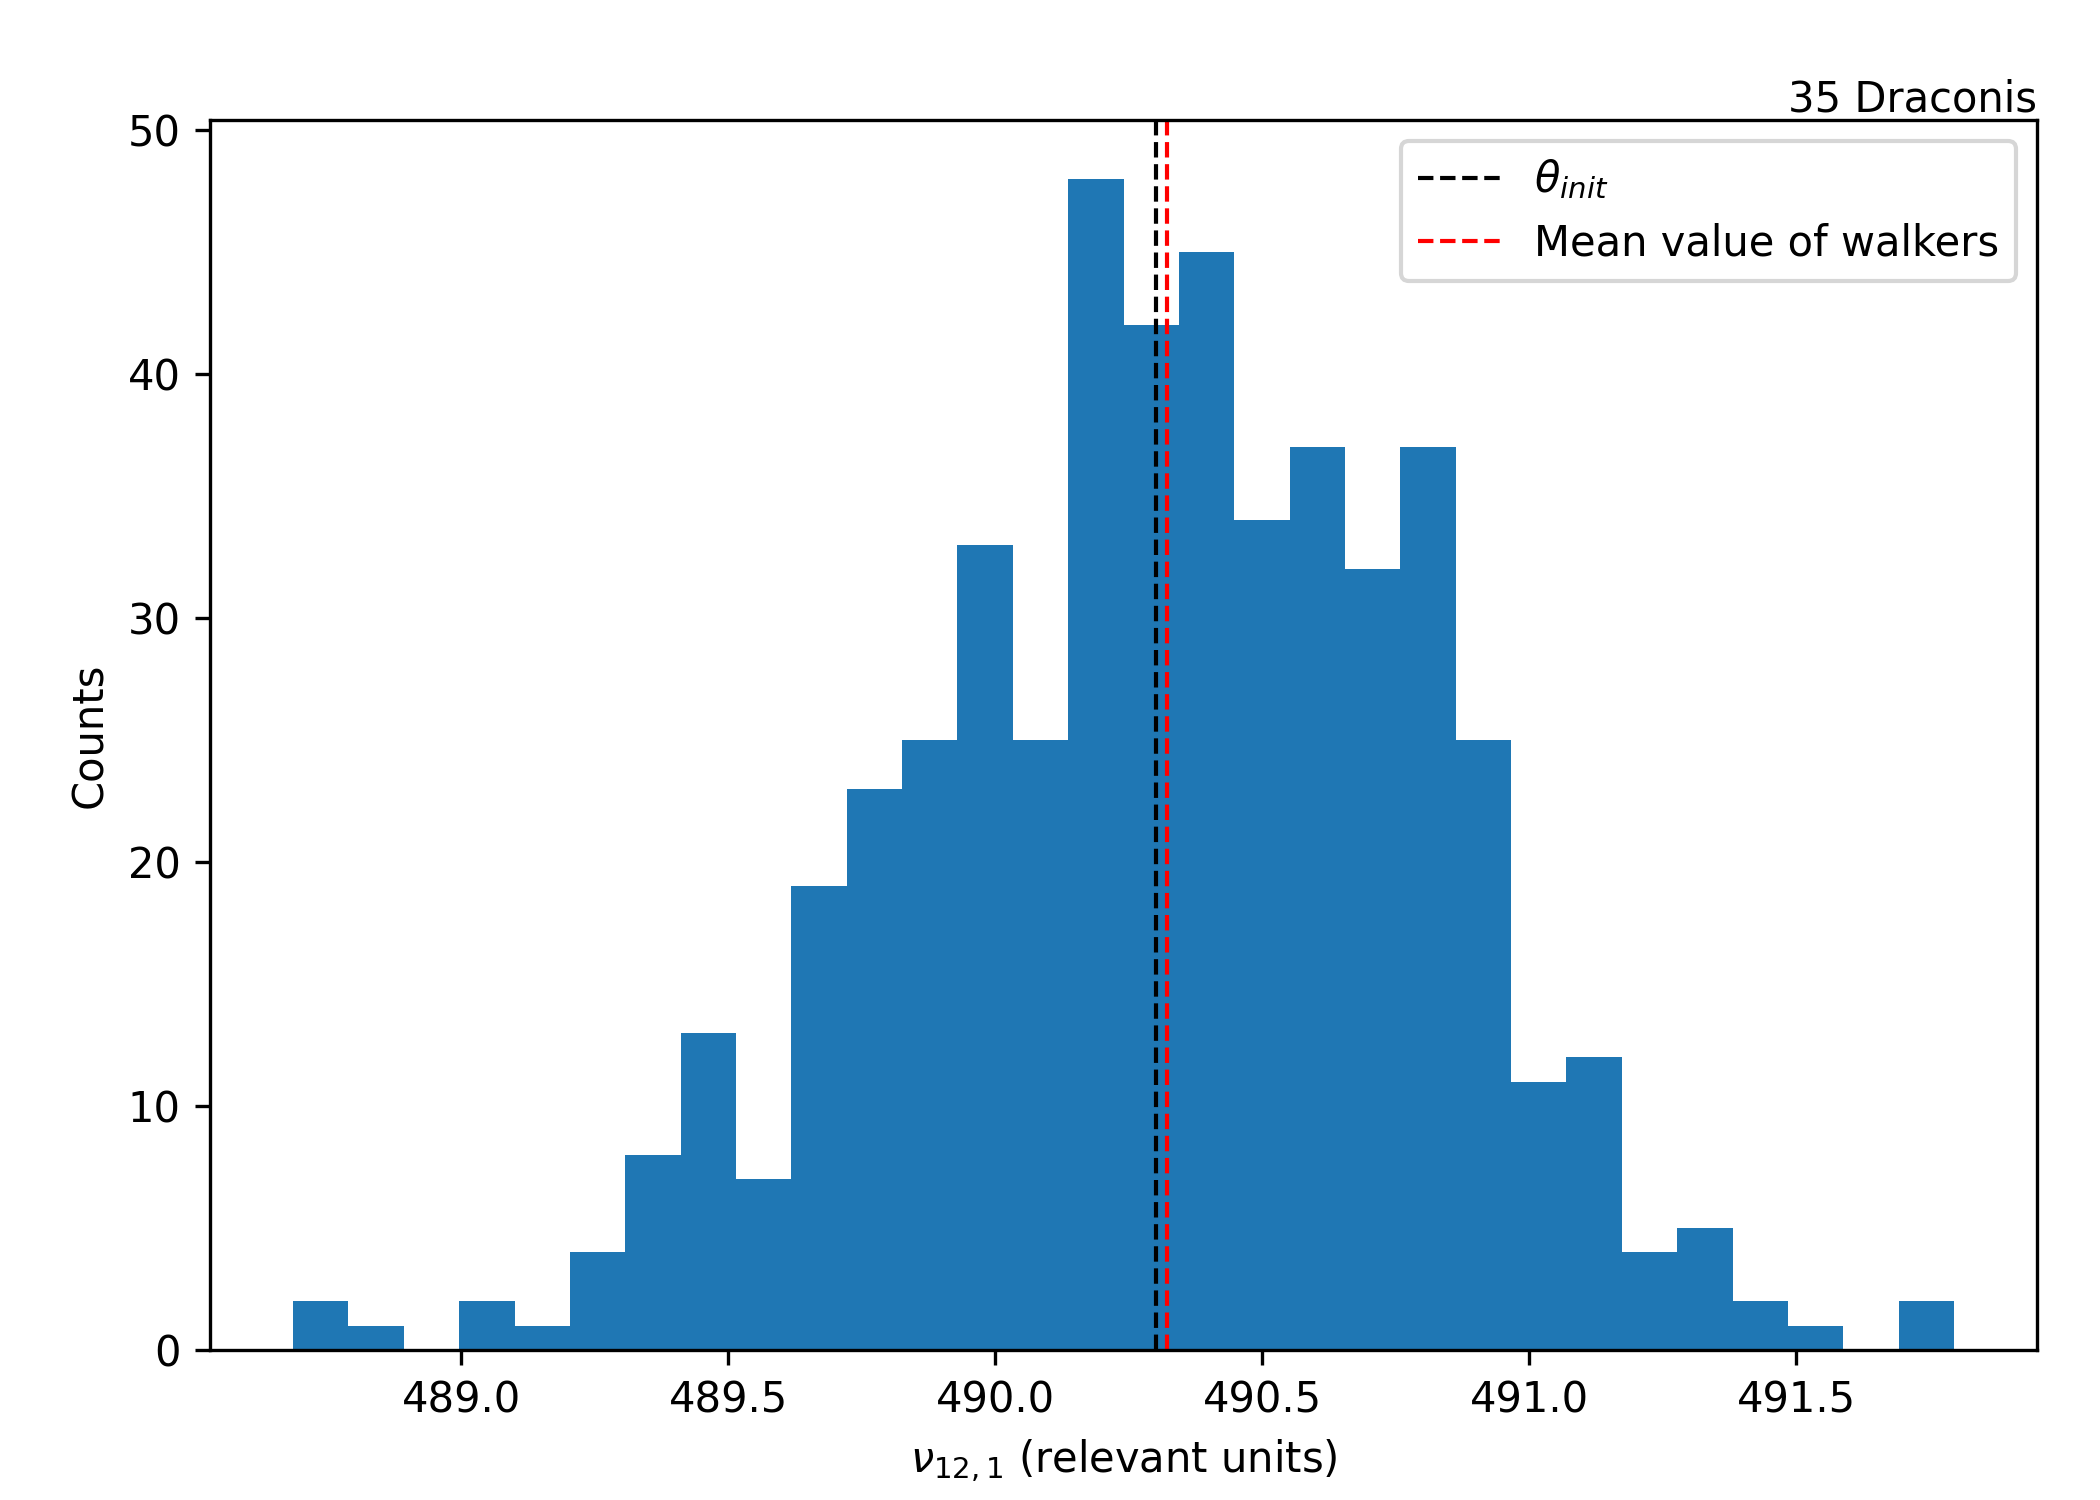 35 Draconis
50
40
30
20
10
0
Counts
θinit
Mean value of walkers
489.0 489.5 490.0 490.5 491.0 491.5
ν12, 1 (relevant units)